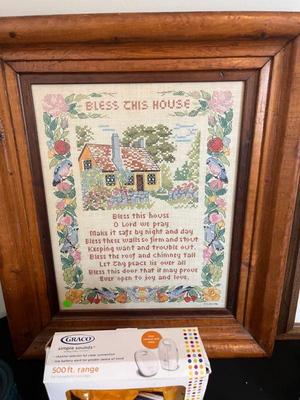 BLESS THIS HOUSE
Bless this house
O Lord we pray
Make it safe by night and day
Bless these walls so firm and stout
Keeping want and trouble out.
Bless the roof and chimney tall
Let Thy peace lie over all
Bless this door that it may prove
Ever open to joy and love.
GRACO
simple sounds
500 ft. range